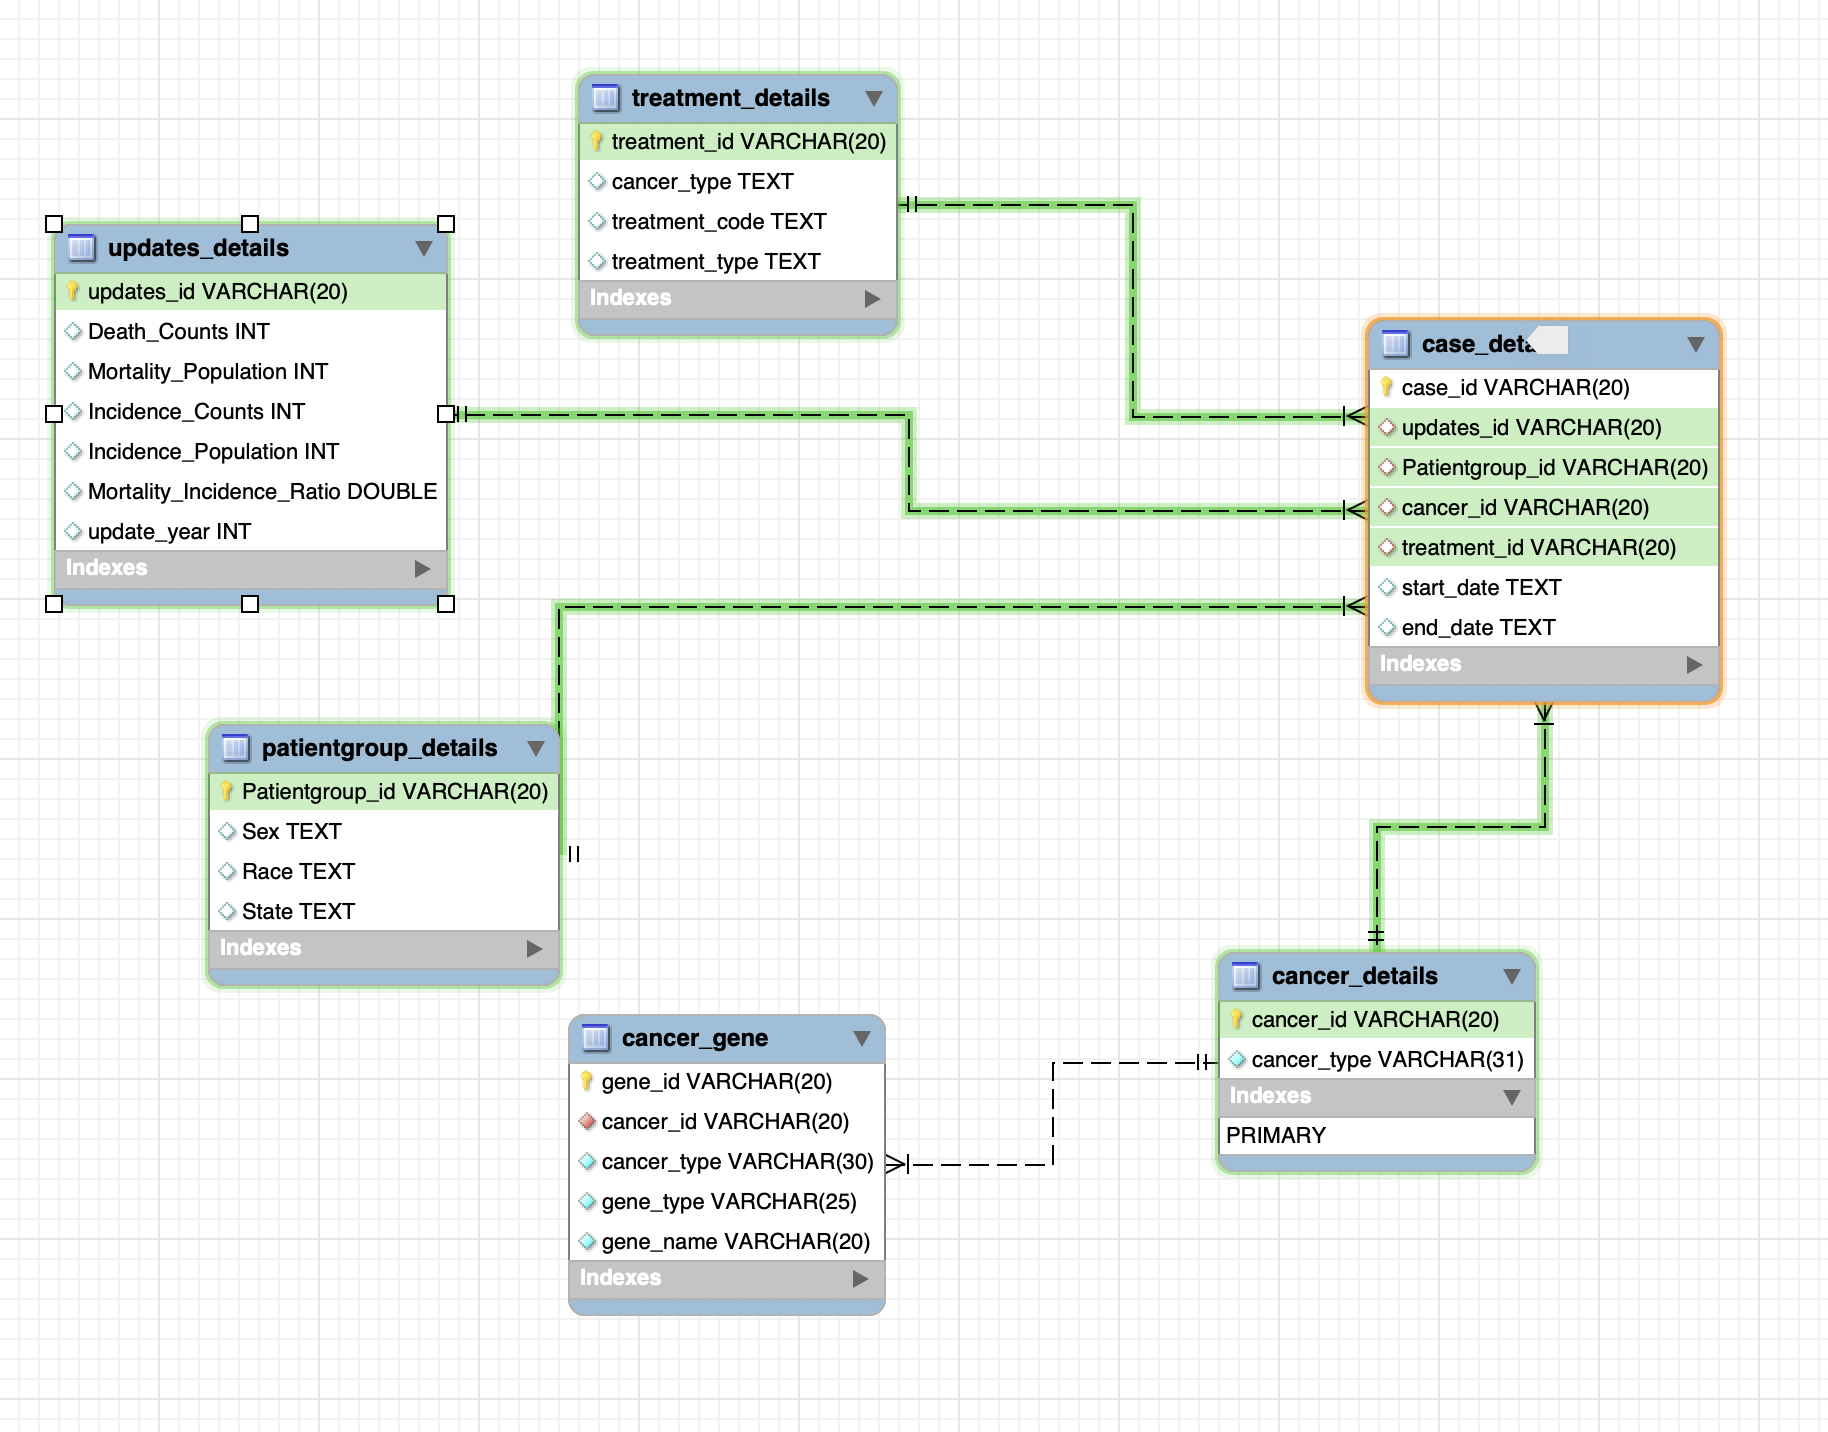 treatment_details
treatment_id VARCHAR(20)
cancer_type TEXT
treatment_code TEXT
treatment_type TEXT
Indexes
updates_details
updates_id VARCHAR(20)
Death_Counts INT
Mortality_Population INT
Incidence_Counts INT
Incidence_Population INT
Mortality_Incidence_Ratio DOUBLE
update_year INT
Indexes
case_deta
case_id VARCHAR(20)
updates_id VARCHAR(20)
Patientgroup_id VARCHAR(20)
cancer_id VARCHAR(20)
treatment_id VARCHAR(20)
start_date TEXT
end_date TEXT
Indexes
patientgroup_details
Patientgroup_id VARCHAR(20)
Sex TEXT
Race TEXT
State TEXT
Indexes
cancer_details
cancer_id VARCHAR(20)
cancer_type VARCHAR(31)
Indexes
PRIMARY
cancer_gene
gene_id VARCHAR(20)
cancer_id VARCHAR(20)
cancer_type VARCHAR(30)
gene_type VARCHAR(25)
gene_name VARCHAR(20)
Indexes